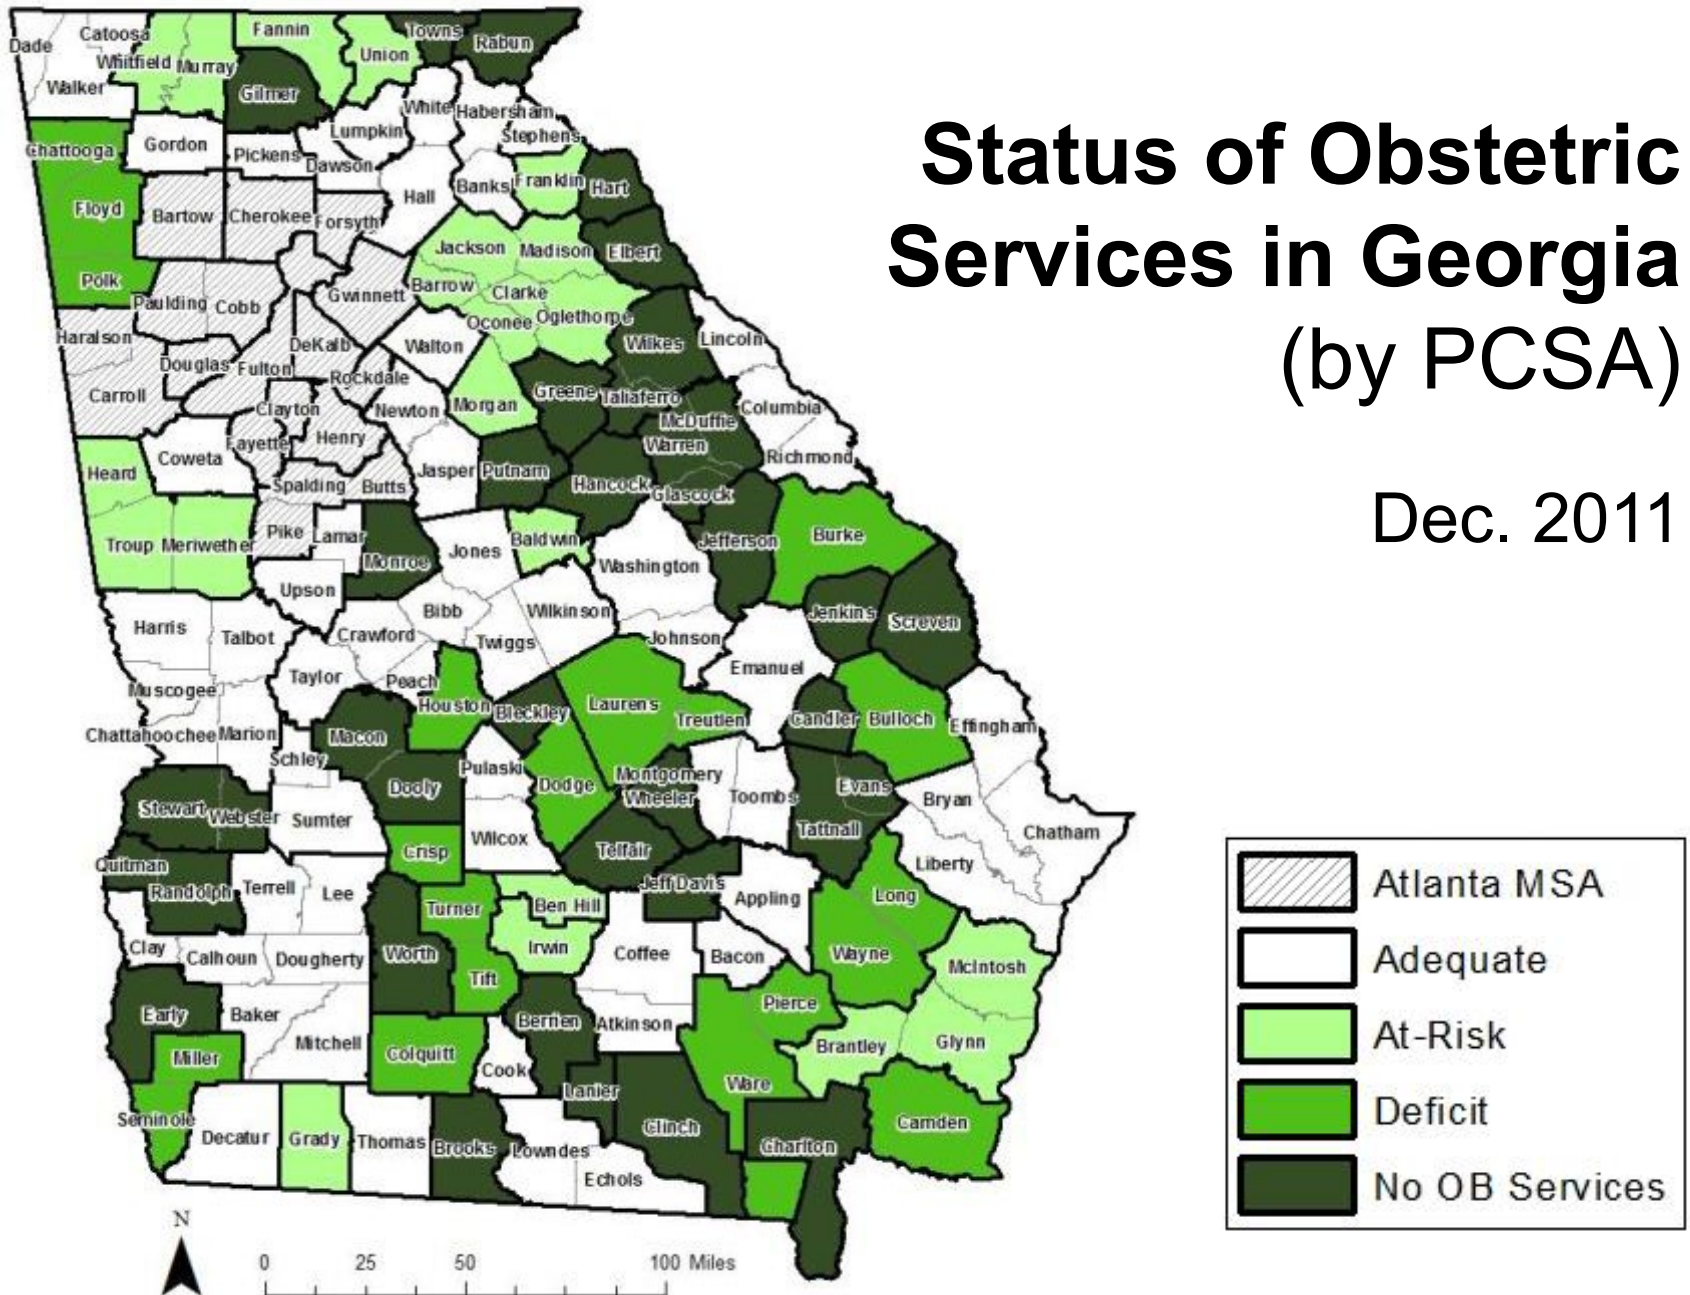 Status of Obstetric
Services in Georgia
(by PCSA)
Dec. 2011
Dade
Catoosa
Whitfield
Murray
Fannin
Union
Towns
Rabun
Walker
Gilmer
White
Habersham
Stephens
Lumpkin
Chattooga
Gordon
Pickens
Dawson
Hall
Banks
Franklin
Hart
Floyd
Bartow
Cherokee
Forsyth
Jackson
Madison
Elbert
Polk
Paulding
Cobb
Gwinnett
Barrow
Clarke
Oconee
Oglethorpe
Haralson
Douglas
Fulton
DeKalb
Walton
Wilkes
Lincoln
Carroll
Rockdale
Clayton
Newton
Morgan
Greene
Taliaferro
McDuffie
Columbia
Warren
Richmond
Heard
Coweta
Fayette
Henry
Spalding
Butts
Jasper
Putnam
Hancock
Glascock
Troup
Meriwether
Pike
Lamar
Monroe
Jones
Baldwin
Washington
Jefferson
Burke
Upson
Bibb
Wilkinson
Jenkins
Screven
Harris
Talbot
Crawford
Twiggs
Johnson
Emanuel
Muscogee
Taylor
Peach
Houston
Bleckley
Laurens
Treutlen
Candler
Bulloch
Effingham
Chattahoochee
Marion
Macon
Schley
Pulaski
Dodge
Montgomery
Wheeler
Toombs
Evans
Bryan
Stewart
Webster
Sumter
Dooly
Wilcox
Telfair
Tattnall
Chatham
Liberty
Quitman
Randolph
Terrell
Lee
Crisp
Turner
Ben Hill
Jeff Davis
Appling
Long
Clay
Calhoun
Dougherty
Worth
Tift
Irwin
Coffee
Bacon
Wayne
McIntosh
Early
Baker
Mitchell
Berrien
Atkinson
Pierce
Brantley
Glynn
Miller
Colquitt
Cook
Lanier
Ware
Seminole
Decatur
Grady
Thomas
Brooks
Lowndes
Echols
Clinch
Charlton
Camden
Atlanta MSA
Adequate
At-Risk
Deficit
No OB Services
N
0 25 50 100 Miles